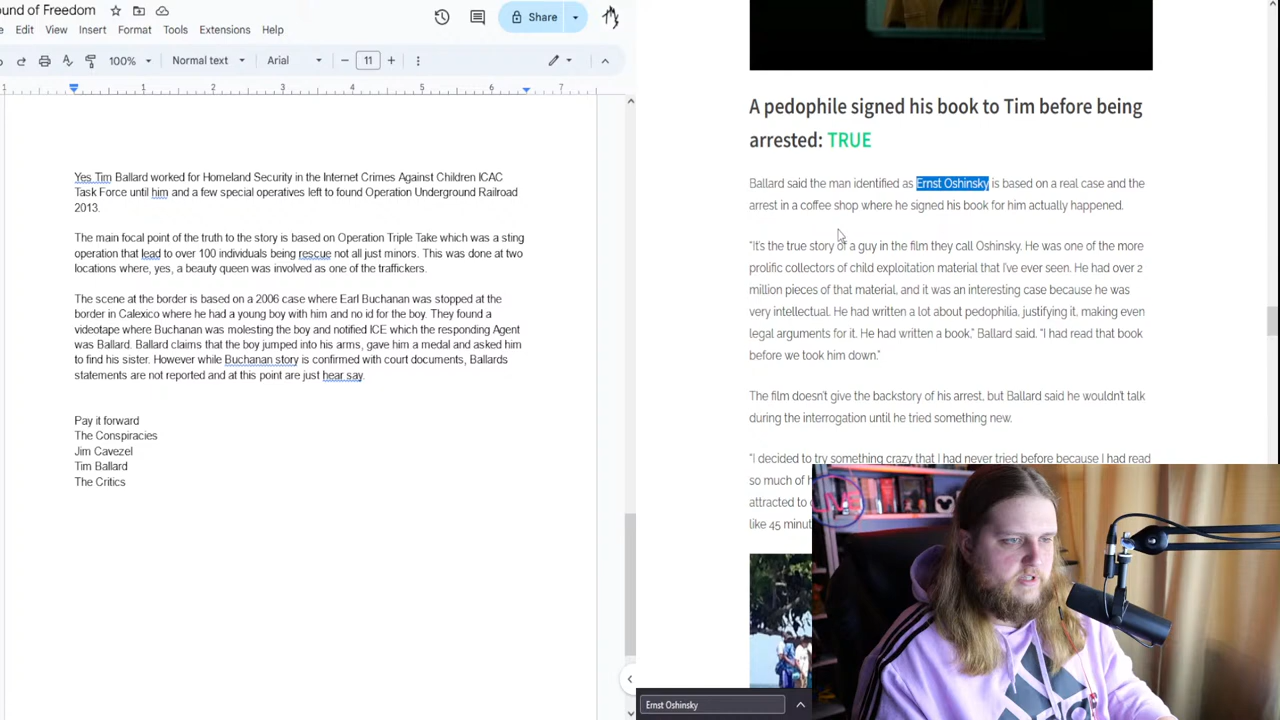 ound of Freedom
Share
Edit View Insert Format Tools Extensions Help
100% Normal text Arial 11
1 1 2 3 4 5 6 7
Yes Tim Ballard worked for Homeland Security in the Internet Crimes Against Children ICAC
Task Force until him and a few special operatives left to found Operation Underground Railroad
2013.
The main focal point of the truth to the story is based on Operation Triple Take which was a sting
operation that lead to over 100 individuals being rescue not all just minors. This was done at two
locations where, yes, a beauty queen was involved as one of the traffickers.
The scene at the border is based on a 2006 case where Earl Buchanan was stopped at the
border in Calexico where he had a young boy with him and no id for the boy. They found a
videotape where Buchanan was molesting the boy and notified ICE which the responding Agent
was Ballard. Ballard claims that the boy jumped into his arms, gave him a medal and asked him
to find his sister. However while Buchanan story is confirmed with court documents, Ballards
statements are not reported and at this point are just hear say.
Pay it forward
The Conspiracies
Jim Cavezel
Tim Ballard
The Critics
A pedophile signed his book to Tim before being
arrested: TRUE
Ballard said the man identified as Ernst Oshinsky is based on a real case and the
arrest in a coffee shop where he signed his book for him actually happened.
"It's the true story of a guy in the film they call Oshinsky. He was one of the more
prolific collectors of child exploitation material that I've ever seen. He had over 2
million pieces of that material, and it was an interesting case because he was
very intellectual. He had written a lot about pedophilia, justifying it, making even
legal arguments for it. He had written a book," Ballard said. "I had read that book
before we took him down."
The film doesn't give the backstory of his arrest, but Ballard said he wouldn't talk
during the interrogation until he tried something new.
"I decided to try something crazy that I had never tried before because I had read
so much of h
attracted to
like 45 minut
LIVE
Ernst Oshinsky